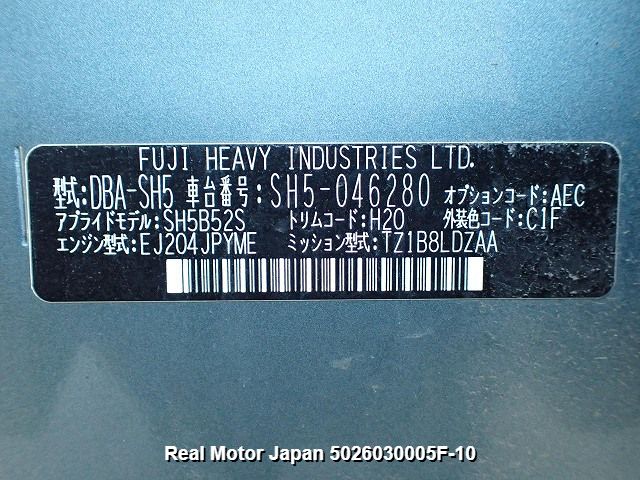 FUJI HEAVY INDUSTRIES LTD.
型式:DBA-SH5 車台番号:SH5-046280 オプションコード:AEC
アプライドモデル:SH5B52S トリムコード:H20 外装色コード:C1F
エンジン型式:EJ204JPYME ミッション型式:TZ1B8LDZAA
Real Motor Japan 5026030005F-10